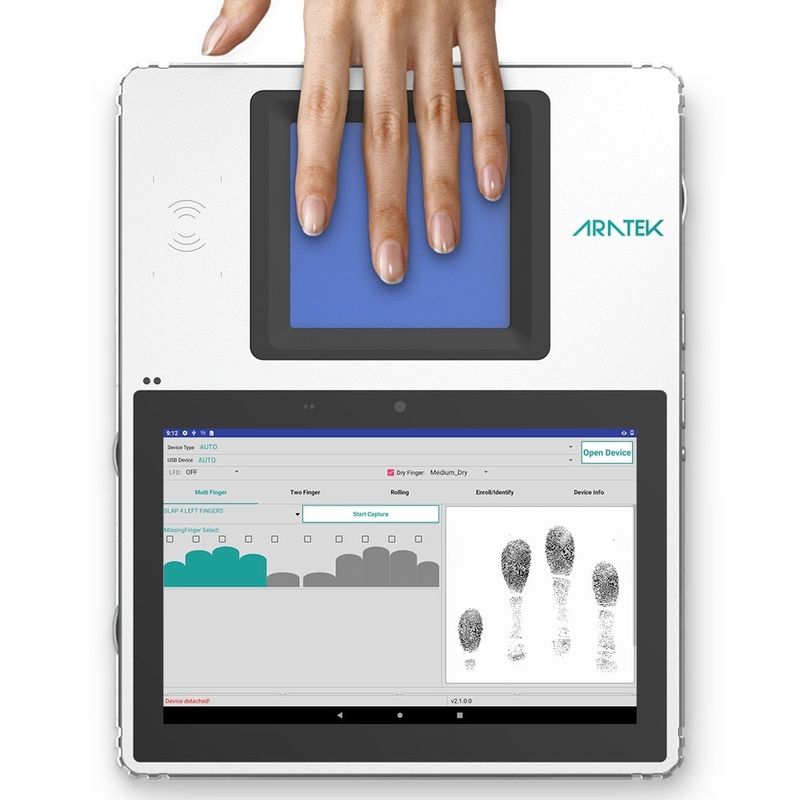 ARATEK
9:12
Device Type AUTO
USB Device AUTO
Open Device
LFD: OFF
Dry Finger: Medium_Dry
Multi Finger Two Finger Rolling Enroll/Identify Device Info
SLAP 4 LEFT FINGERS
Start Capture
MissingFinger Select:
Device detached!
v2.1.0.0